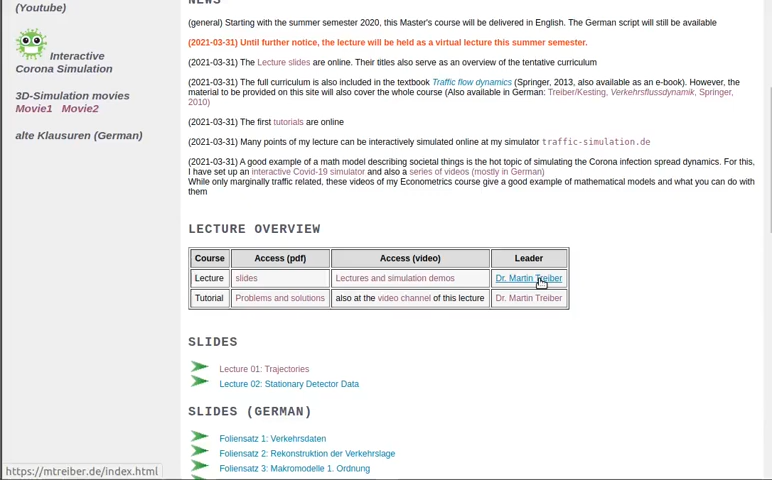 (Youtube)
Interactive
Corona Simulation
3D-Simulation movies
Movie1 Movie2
alte Klausuren (German)
NEWS
(general) Starting with the summer semester 2020, this Master's course will be delivered in English. The German script will still be available
(2021-03-31) Until further notice, the lecture will be held as a virtual lecture this summer semester.
(2021-03-31) The Lecture slides are online. Their titles also serve as an overview of the tentative curriculum
(2021-03-31) The full curriculum is also included in the textbook Traffic flow dynamics (Springer, 2013, also available as an e-book). However, the
material to be provided on this site will also cover the whole course (Also available in German: Treiber/Kesting, Verkehrsflussdynamik, Springer,
2010)
(2021-03-31) The first tutorials are online
(2021-03-31) Many points of my lecture can be interactively simulated online at my simulator traffic-simulation.de
(2021-03-31) A good example of a math model describing societal things is the hot topic of simulating the Corona infection spread dynamics. For this,
I have set up an interactive Covid-19 simulator and also a series of videos (mostly in German)
While only marginally traffic related, these videos of my Econometrics course give a good example of mathematical models and what you can do with
them
LECTURE OVERVIEW
Course Access (pdf) Access (video) Leader
Lecture slides Lectures and simulation demos Dr. Martin Treiber
Tutorial Problems and solutions also at the video channel of this lecture Dr. Martin Treiber
SLIDES
Lecture 01: Trajectories
Lecture 02: Stationary Detector Data
SLIDES (GERMAN)
Foliensatz 1: Verkehrsdaten
Foliensatz 2: Rekonstruktion der Verkehrslage
Foliensatz 3: Makromodelle 1. Ordnung
https://mtreiber.de/index.html